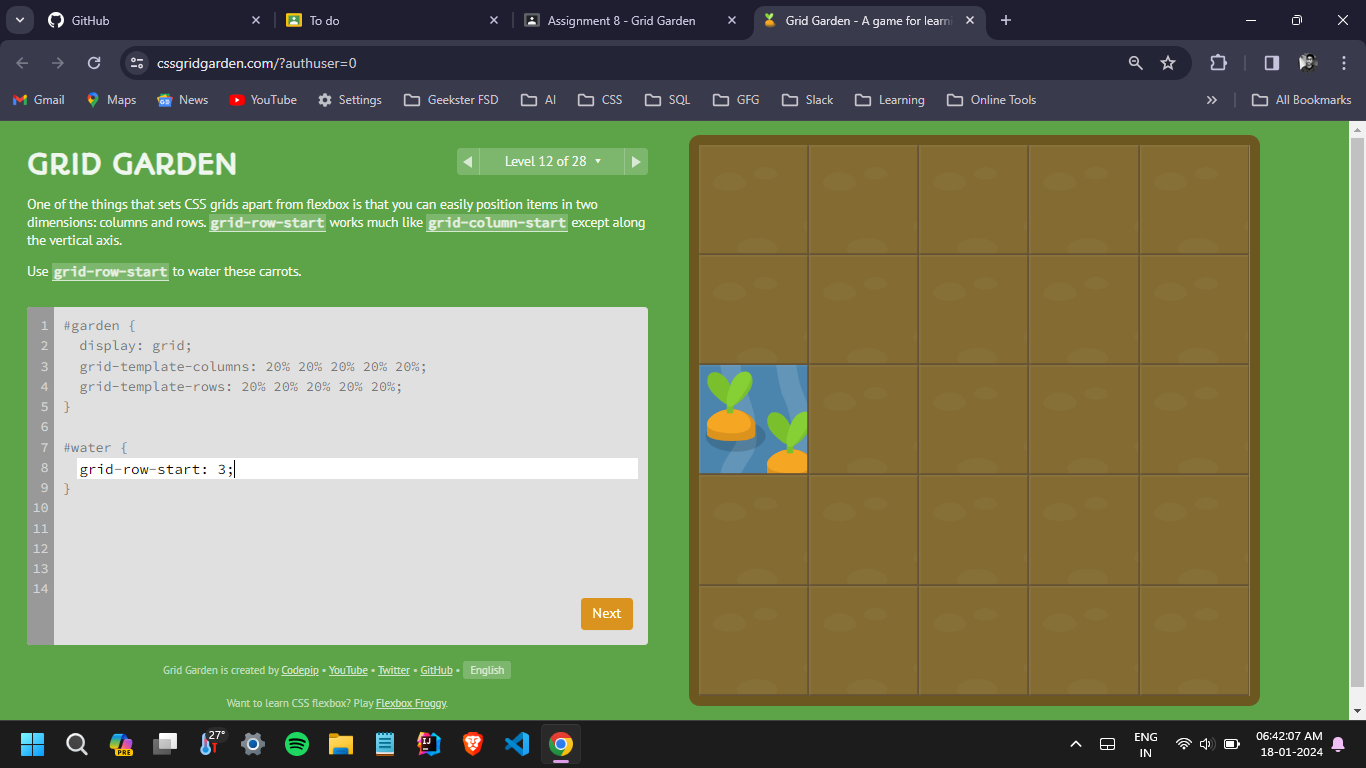 GitHub
To do
Assignment 8 - Grid Garden
Grid Garden - A game for learni
cssgridgarden.com/?authuser=0
Gmail
Maps
News
YouTube
Settings
Geekster FSD
AI
CSS
SQL
GFG
Slack
Learning
Online Tools
»
All Bookmarks
GRID GARDEN
Level 12 of 28
One of the things that sets CSS grids apart from flexbox is that you can easily position items in two
dimensions: columns and rows. grid-row-start works much like grid-column-start except along
the vertical axis.
Use grid-row-start to water these carrots.
1 #garden {
2 display: grid;
3 grid-template-columns: 20% 20% 20% 20% 20%;
4 grid-template-rows: 20% 20% 20% 20% 20%;
5 }
6
7 #water {
8 grid-row-start: 3;
9 }
10
11
12
13
14
Next
Grid Garden is created by Codepip • YouTube • Twitter • GitHub • English
Want to learn CSS flexbox? Play Flexbox Froggy.
PRE
27°
ENG
IN
06:42:07 AM
18-01-2024